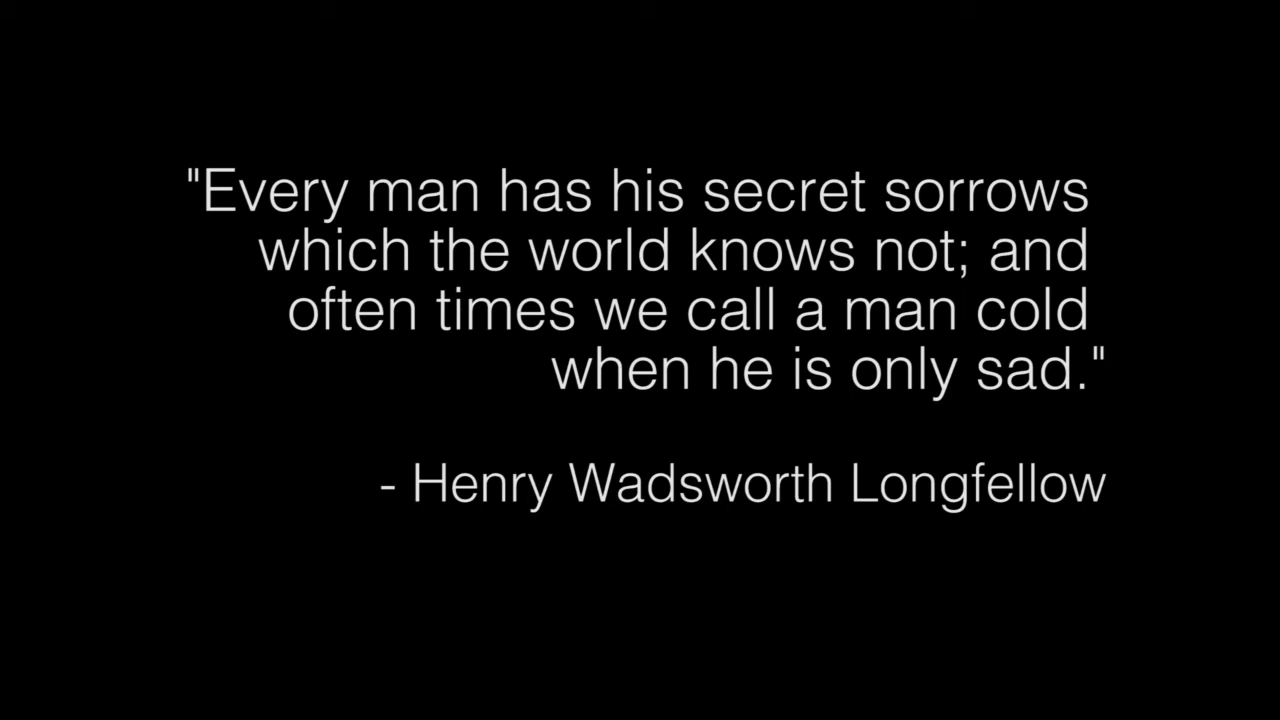 "Every man has his secret sorrows
which the world knows not; and
often times we call a man cold
when he is only sad."
- Henry Wadsworth Longfellow